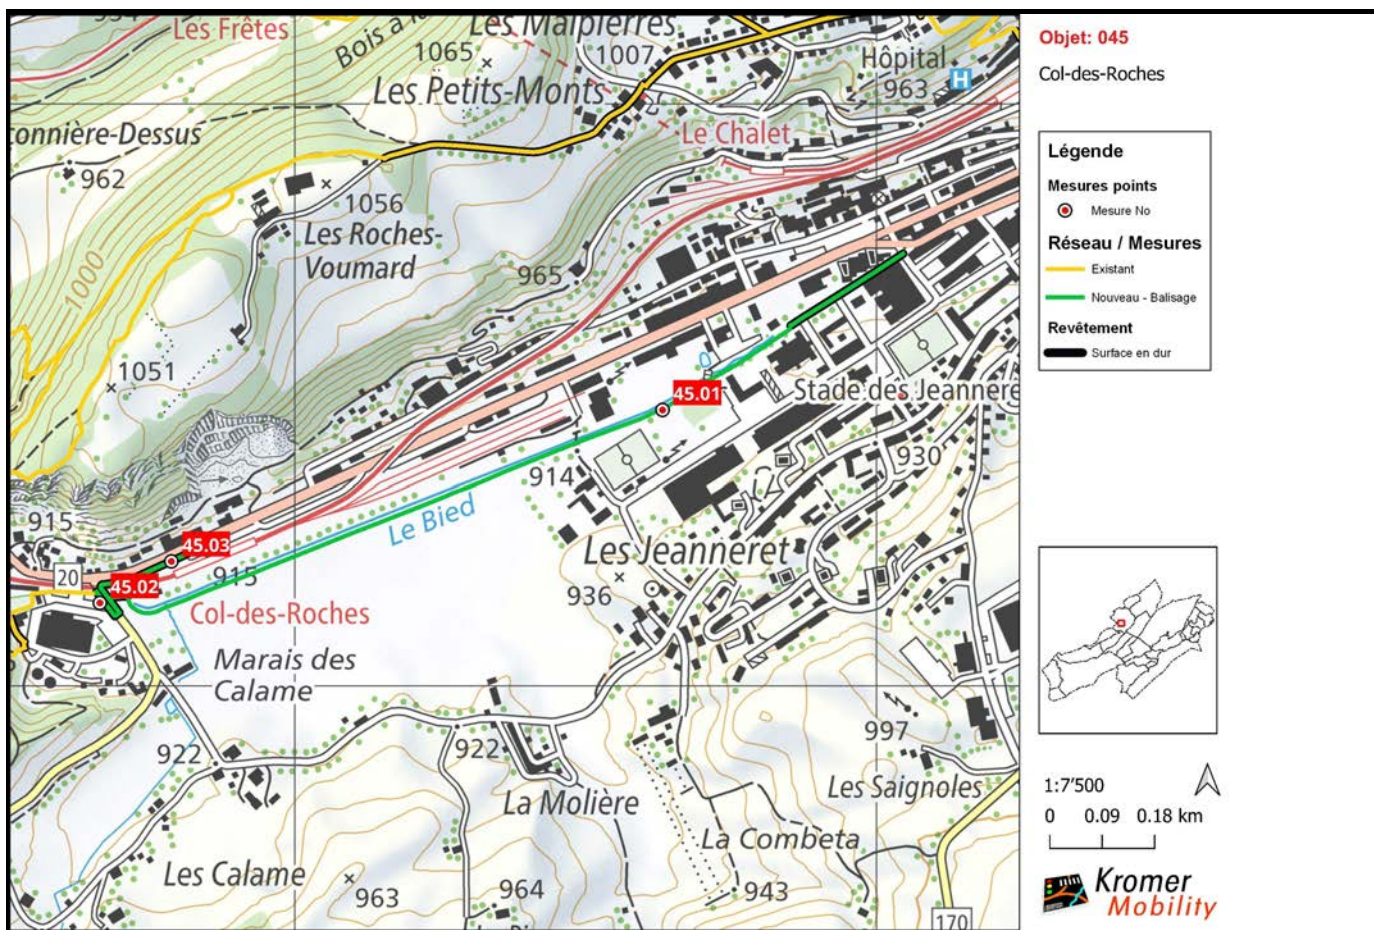 Les Frêtes
Bois à
1065
Les Malpierres
1007
Hôpital
963
H
Les Petits-Monts
onnière-Dessus
962
Le Chalet
1056
Les Roches-
Voumard
965
1000
1051
45.01
Stade des Jeannere
914
930
Le Bied
915
45.03
Les Jeanneret
20
45.02
915
936
Col-des-Roches
Marais des
Calame
922
922
997
La Molière
Les Saignoles
La Combeta
Les Calame
963
964
943
170
Objet: 045
Col-des-Roches
Légende
Mesures points
Mesure No
Réseau / Mesures
Existant
Nouveau - Balisage
Revêtement
Surface en dur
1:7'500
0 0.09 0.18 km
Kromer
Mobility